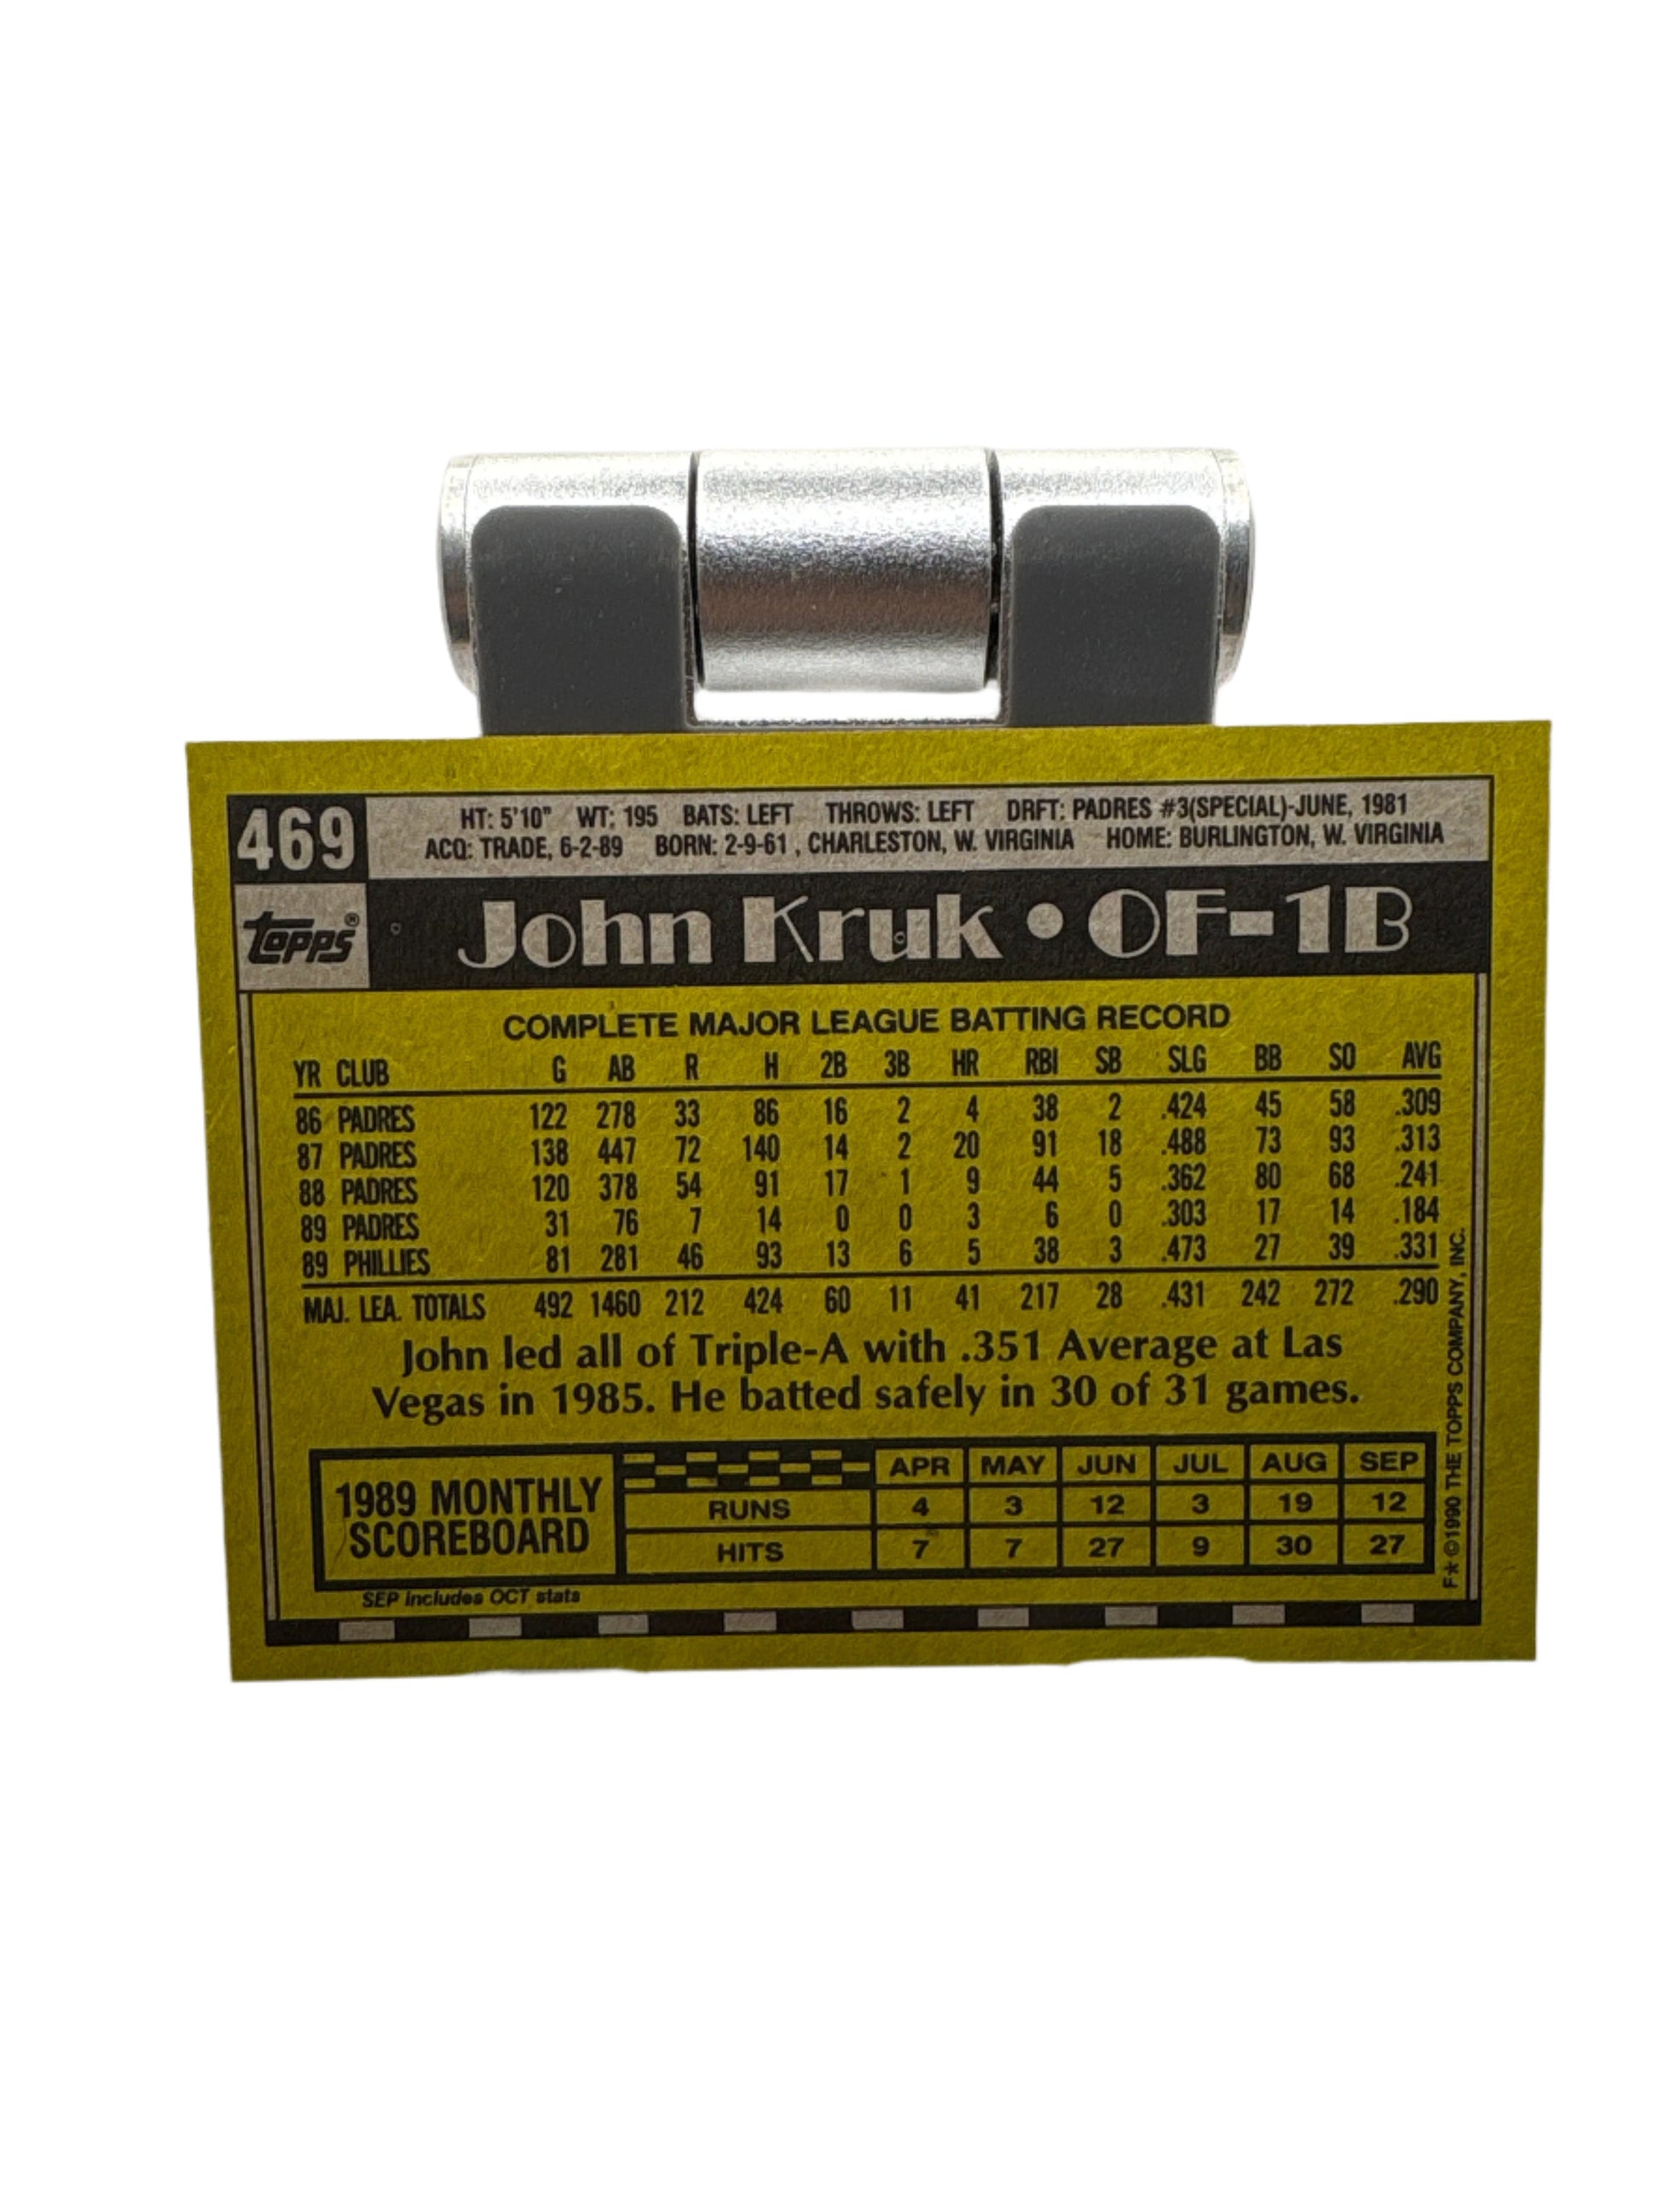 469
HT: 5'10" WT: 195 BATS: LEFT THROWS: LEFT DRFT: PADRES #3(SPECIAL)-JUNE, 1981
ACQ: TRADE, 6-2-89 BORN: 2-9-61 , CHARLESTON, W. VIRGINIA HOME: BURLINGTON, W. VIRGINIA
topps®
John Kruk • OF-1B
COMPLETE MAJOR LEAGUE BATTING RECORD
YR CLUB G AB R H 2B 3B HR RBI SB SLG BB SO AVG
86 PADRES 122 278 33 86 16 2 4 38 2 .424 45 58 .309
87 PADRES 138 447 72 140 14 2 20 91 18 .488 73 93 .313
88 PADRES 120 378 54 91 17 1 9 44 5 .362 80 68 .241
89 PADRES 31 76 7 14 0 0 3 6 0 .303 17 14 .184
89 PHILLIES 81 281 46 93 13 6 5 38 3 .473 27 39 .331
MAJ. LEA. TOTALS 492 1460 212 424 60 11 41 217 28 .431 242 272 .290
John led all of Triple-A with .351 Average at Las
Vegas in 1985. He batted safely in 30 of 31 games.
1989 MONTHLY
SCOREBOARD
APR MAY JUN JUL AUG SEP
RUNS 4 3 12 3 19 12
HITS 7 7 27 9 30 27
SEP includes OCT stats
F*©1990 THE TOPPS COMPANY, INC.